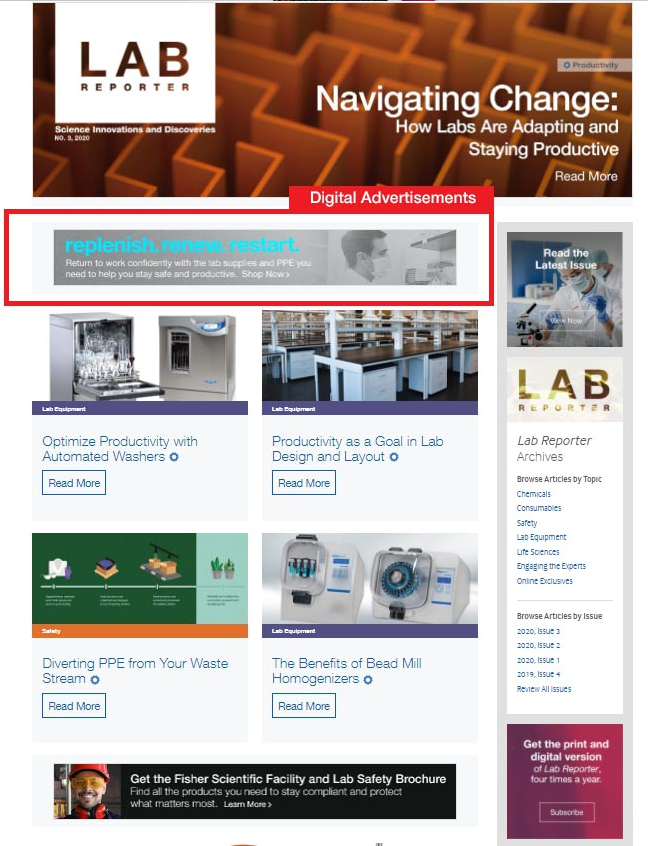 LAB
REPORTER
Science Innovations and Discoveries
NO. 3, 2020
Productivity
Navigating Change:
How Labs Are Adapting and
Staying Productive
Read More
Digital Advertisements
replenish. renew. restart.
Return to work confidently with the lab supplies and PPE you
need to help you stay safe and productive. Shop Now >
Lab Equipment
Optimize Productivity with
Automated Washers
Read More
Lab Equipment
Productivity as a Goal in Lab
Design and Layout
Read More
Safety
Diverting PPE from Your Waste
Stream
Read More
Lab Equipment
The Benefits of Bead Mill
Homogenizers
Read More
Get the Fisher Scientific Facility and Lab Safety Brochure
Find all the products you need to stay compliant and protect
what matters most. Learn More >
Read the
Latest Issue
View Now
LAB
REPORTER
Lab Reporter
Archives
Browse Articles by Topic
Chemicals
Consumables
Safety
Lab Equipment
Life Sciences
Engaging the Experts
Online Exclusives
Browse Articles by Issue
2020, Issue 3
2020, Issue 2
2020, Issue 1
2019, Issue 4
Review All Issues
Get the print and
digital version
of Lab Reporter,
four times a year.
Subscribe